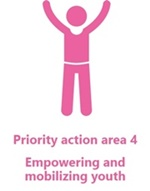 Priority action area 4
Empowering and
mobilizing youth